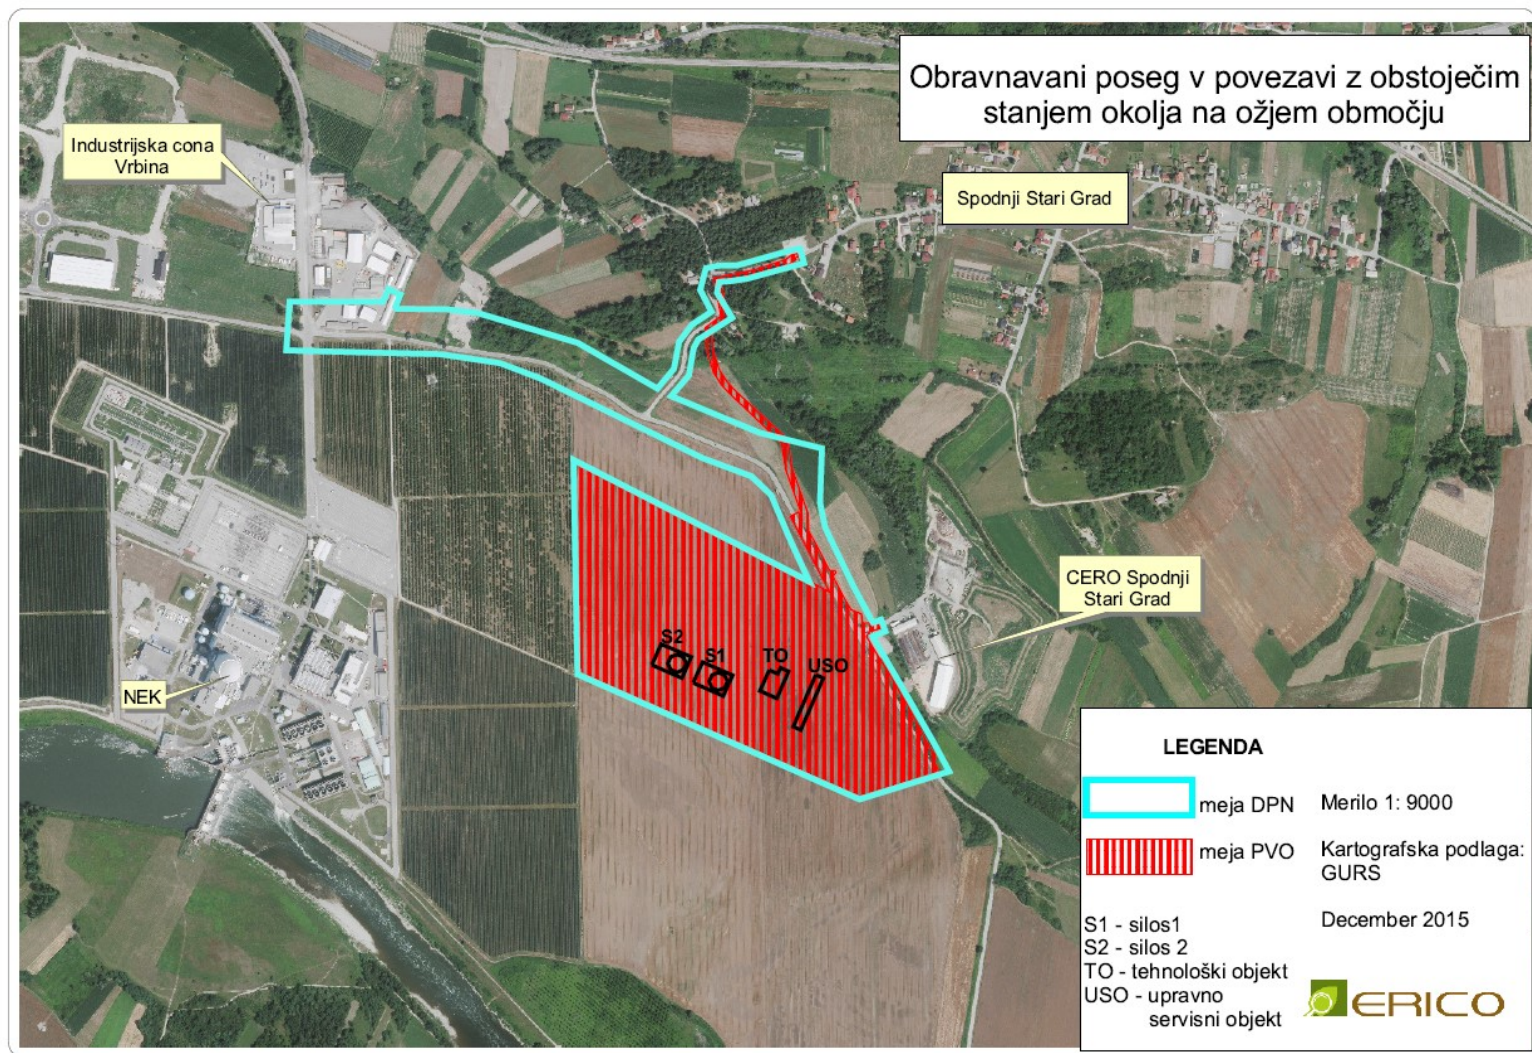 Obravnavani poseg v povezavi z obstoječim
stanjem okolja na ožjem območju
Industrijska cona
Vrbina
Spodnji Stari Grad
CERO Spodnji
Stari Grad
S2
S1
TO
USO
NEK
LEGENDA
meja DPN
Merilo 1: 9000
meja PVO
Kartografska podlaga:
GURS
December 2015
S1 - silos1
S2 - silos 2
TO - tehnološki objekt
USO - upravno
servisni objekt
ERICO